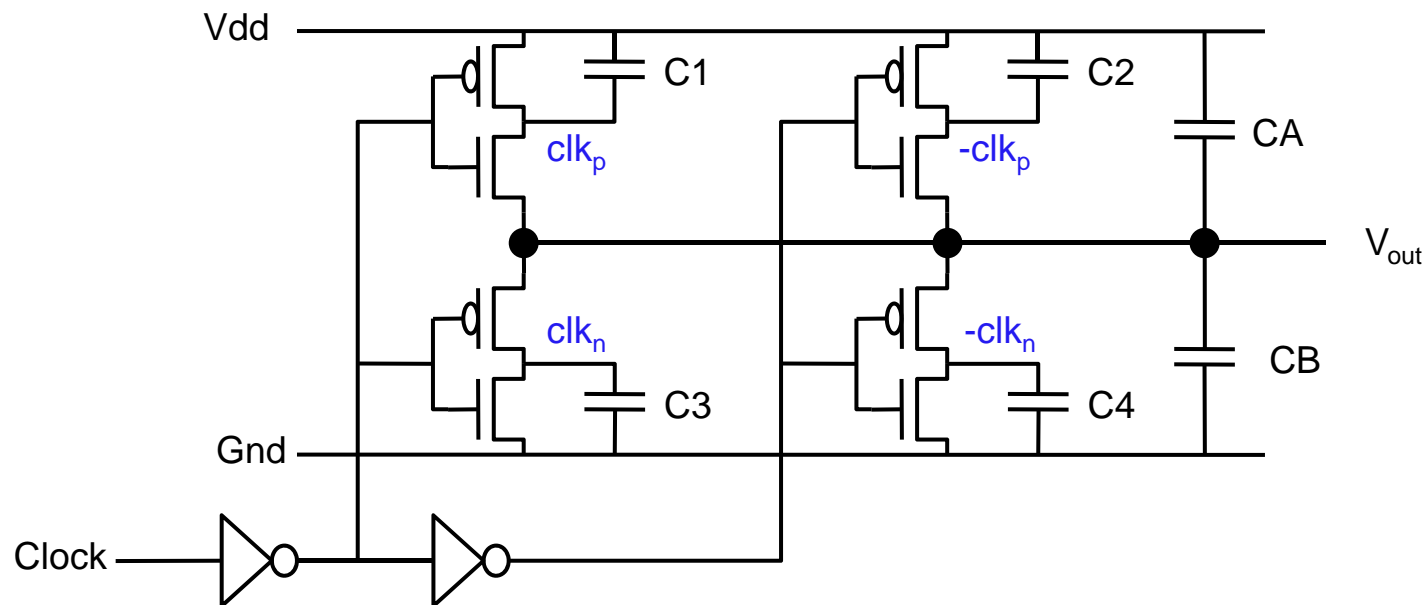 Vdd
C1
C2
clkp
-clkp
CA
Vout
clkn
-clkn
CB
C3
C4
Gnd
Clock